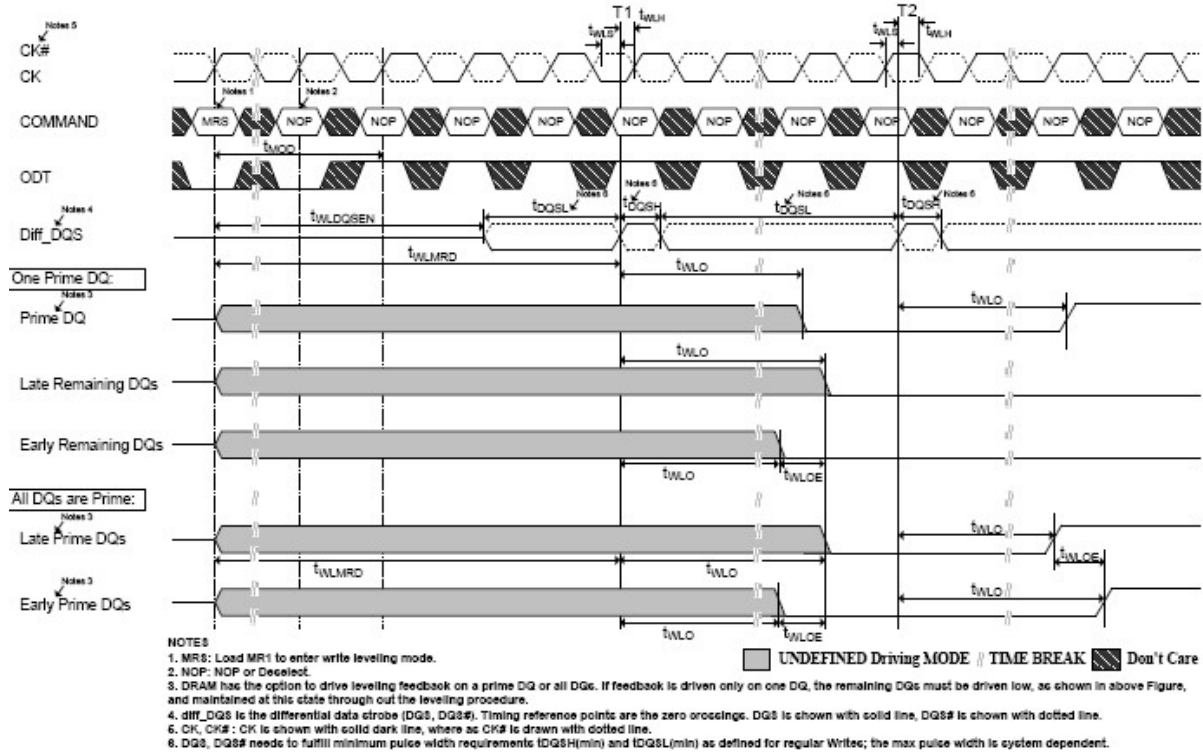 T1 T2
Notes 5 tWLS tWLH tWLS tWLH
CK#
CK
Notes 1 Notes 2
COMMAND MRS NOP NOP NOP NOP NOP NOP NOP NOP NOP NOP NOP
tMOD
ODT
Notes 4 tWLDQSEN tDQSL Notes 6 tDQSH Notes 6 tDQSL Notes 6 tDQSH Notes 6
Diff_DQS
tWLMRD tWLO
One Prime DQ:
Notes 3 tWLO
Prime DQ
tWLO
Late Remaining DQs
Early Remaining DQs
tWLO tWLOE
All DQs are Prime:
Notes 3 tWLO
Late Prime DQs
tWLMRD tWLO tWLOE
Notes 3 tWLO
Early Prime DQs
tWLO tWLOE
NOTES
1. MRS: Load MR1 to enter write leveling mode.
UNDEFINED Driving MODE TIME BREAK Don't Care
2. NOP: NOP or Deselect.
3. DRAM has the option to drive leveling feedback on a prime DQ or all DQs. If feedback is driven only on one DQ, the remaining DQs must be driven low, as shown in above Figure,
and maintained at this state through out the leveling procedure.
4. diff_DQS is the differential data strobe (DQS, DQS#). Timing reference points are the zero crossings. DQS is shown with solid line, DQS# is shown with dotted line.
5. CK, CK# : CK is shown with solid dark line, where as CK# is drawn with dotted line.
6. DQS, DQS# needs to fulfill minimum pulse width requirements tDQSH(min) and tDQSL(min) as defined for regular Writes; the max pulse width is system dependent.